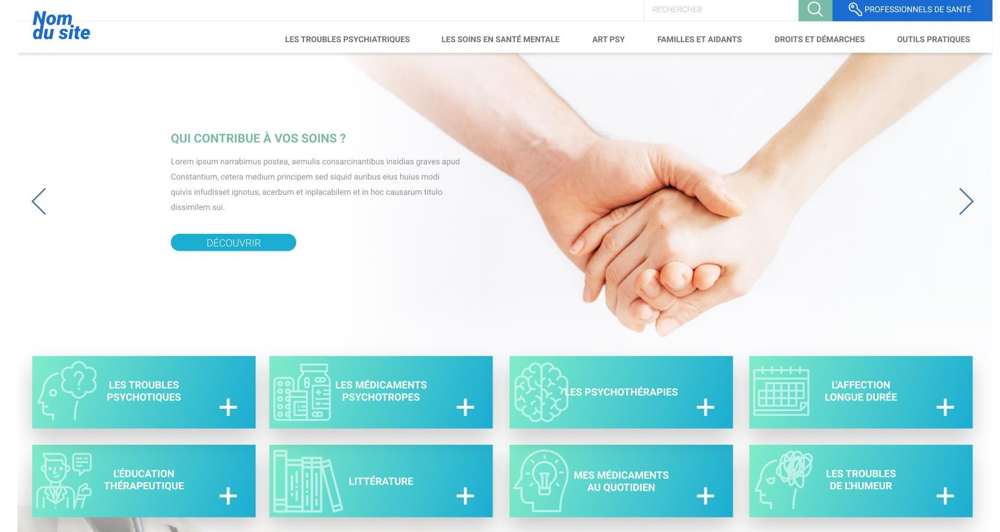 Nom
du site
RECHERCHER
PROFESSIONNELS DE SANTÉ
LES TROUBLES PSYCHIATRIQUES
LES SOINS EN SANTÉ MENTALE
ART PSY
FAMILLES ET AIDANTS
DROITS ET DÉMARCHES
OUTILS PRATIQUES
QUI CONTRIBUE À VOS SOINS ?
Lorem ipsum narrabimus postea, aemulis consarcinantibus insidias graves apud
Constantium, cetera medium principem sed siquid auribus eius huius modi
quivis infudisset ignotus, acerbum et inplacabilem et in hoc causarum titulo
dissimilem sui.
DÉCOUVRIR
LES TROUBLES
PSYCHOTIQUES
LES MÉDICAMENTS
PSYCHOTROPES
LES PSYCHOTHÉRAPIES
L'AFFECTION
LONGUE DURÉE
L'ÉDUCATION
THÉRAPEUTIQUE
LITTÉRATURE
MES MÉDICAMENTS
AU QUOTIDIEN
LES TROUBLES
DE L'HUMEUR